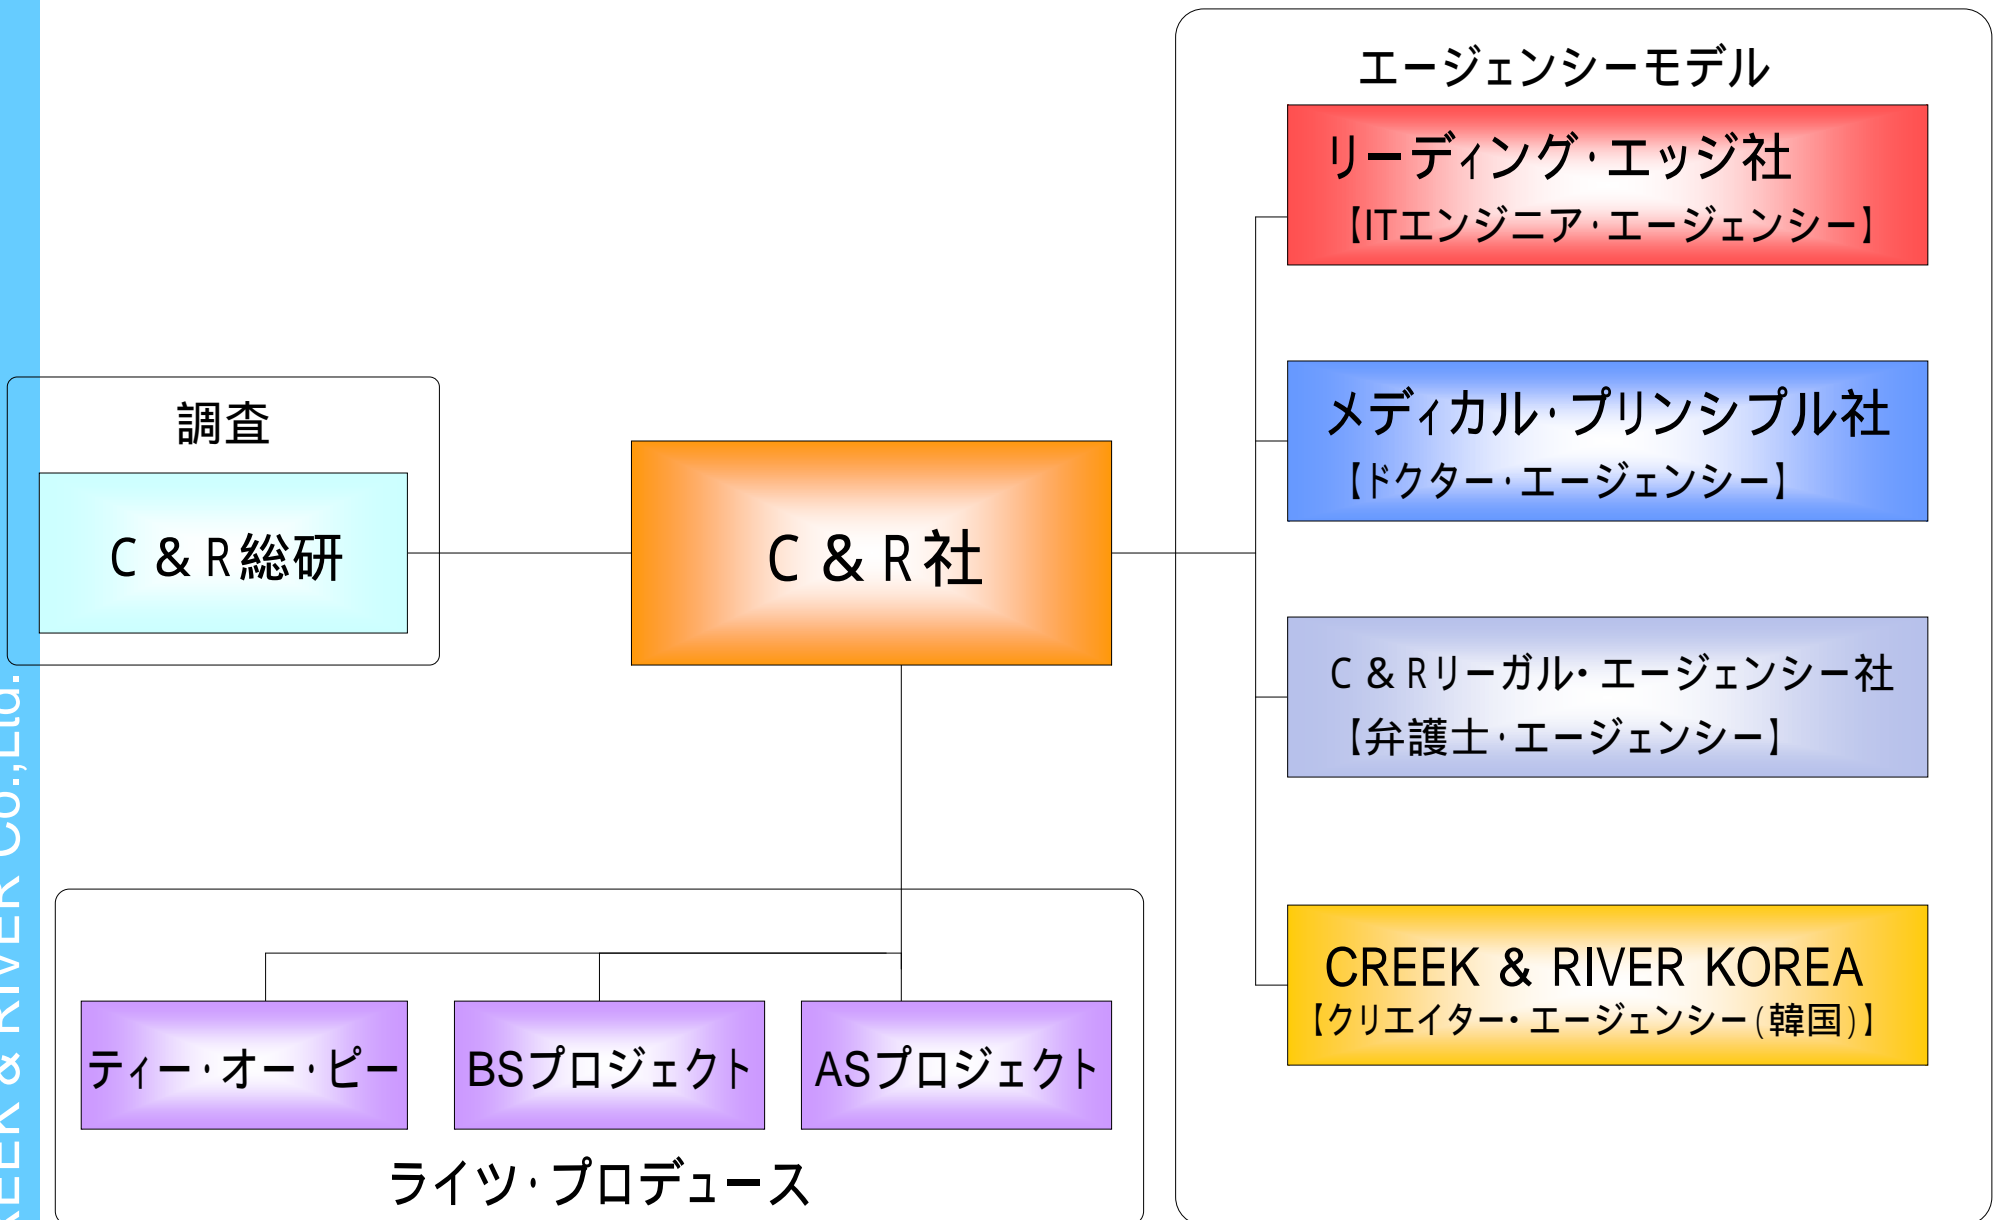 エージェンシーモデル
リーディング・エッジ社
【ITエンジニア・エージェンシー】
メディカル・プリンシプル社
【ドクター・エージェンシー】
C & Rリーガル・エージェンシー社
【弁護士・エージェンシー】
CREEK & RIVER KOREA
【クリエイター・エージェンシー(韓国)】
調査
C & R総研
C & R社
ティー・オー・ピー
BSプロジェクト
ASプロジェクト
ライツ・プロデュース
REEK & RIVER Co.,Ltd.